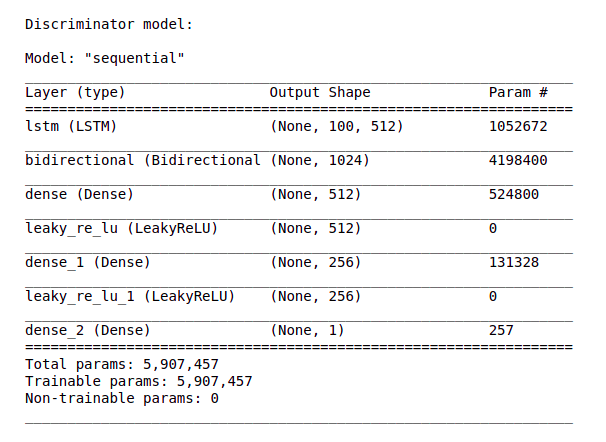 Discriminator model:
Model: "sequential"
Layer (type) Output Shape Param #
lstm (LSTM) (None, 100, 512) 1052672
bidirectional (Bidirectional (None, 1024) 4198400
dense (Dense) (None, 512) 524800
leaky_re_lu (LeakyReLU) (None, 512) 0
dense_1 (Dense) (None, 256) 131328
leaky_re_lu_1 (LeakyReLU) (None, 256) 0
dense_2 (Dense) (None, 1) 257
Total params: 5,907,457
Trainable params: 5,907,457
Non-trainable params: 0